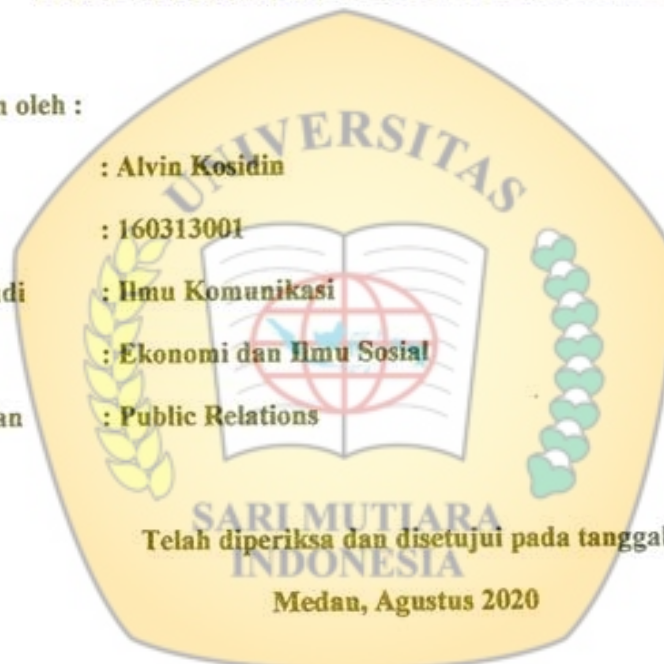 n oleh :
UNIVERSITAS
: Alvin Kosidin
: 160313001
di : Ilmu Komunikasi
: Ekonomi dan Ilmu Sosial
an : Public Relations
SARI MUTIARA
Telah diperiksa dan disetujui pada tanggal
INDONESIA
Medan, Agustus 2020